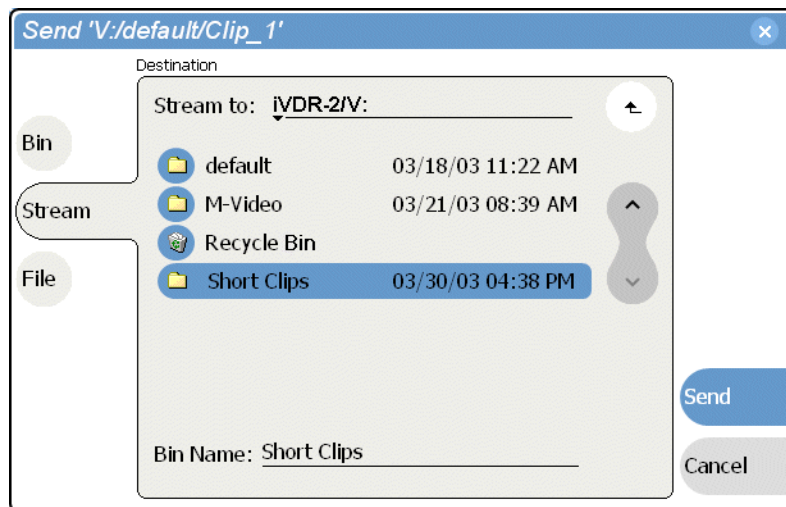 Send 'V:/default/Clip_1'
Destination
Stream to: iVDR-2/V:
Bin
Stream
File
default 03/18/03 11:22 AM
M-Video 03/21/03 08:39 AM
Recycle Bin
Short Clips 03/30/03 04:38 PM
Bin Name: Short Clips
Send
Cancel